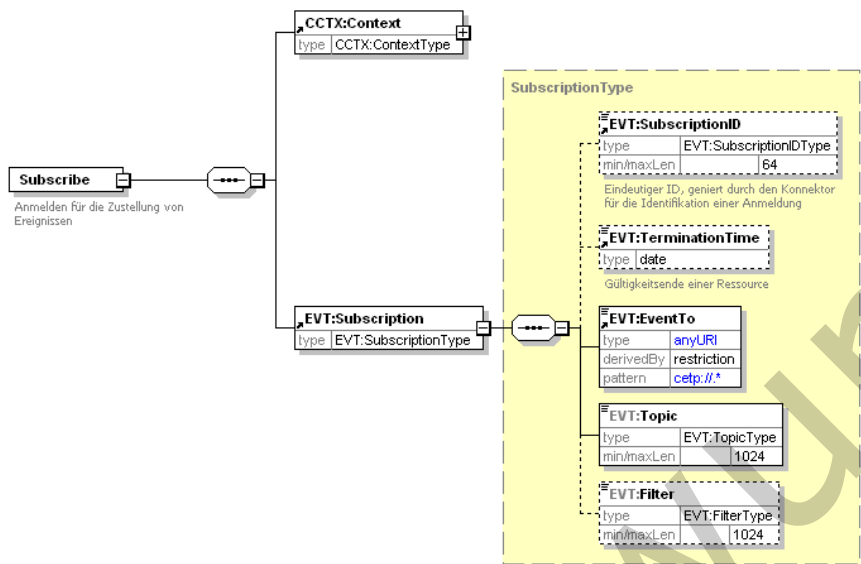 CCTX:Context
type CCTX:ContextType
SubscriptionType
EVT:SubscriptionID
type EVT:SubscriptionIDType
min/maxLen 64
Eindeutiger ID, geniert durch den Konnektor
für die Identifikation einer Anmeldung
Subscribe
Anmelden für die Zustellung von
Ereignissen
EVT:TerminationTime
type date
Gültigkeitsende einer Ressource
EVT:Subscription
type EVT:SubscriptionType
EVT:EventTo
type anyURI
derivedBy restriction
pattern cetp://.*
EVT:Topic
type EVT:TopicType
min/maxLen 1024
EVT:Filter
type EVT:FilterType
min/maxLen 1024